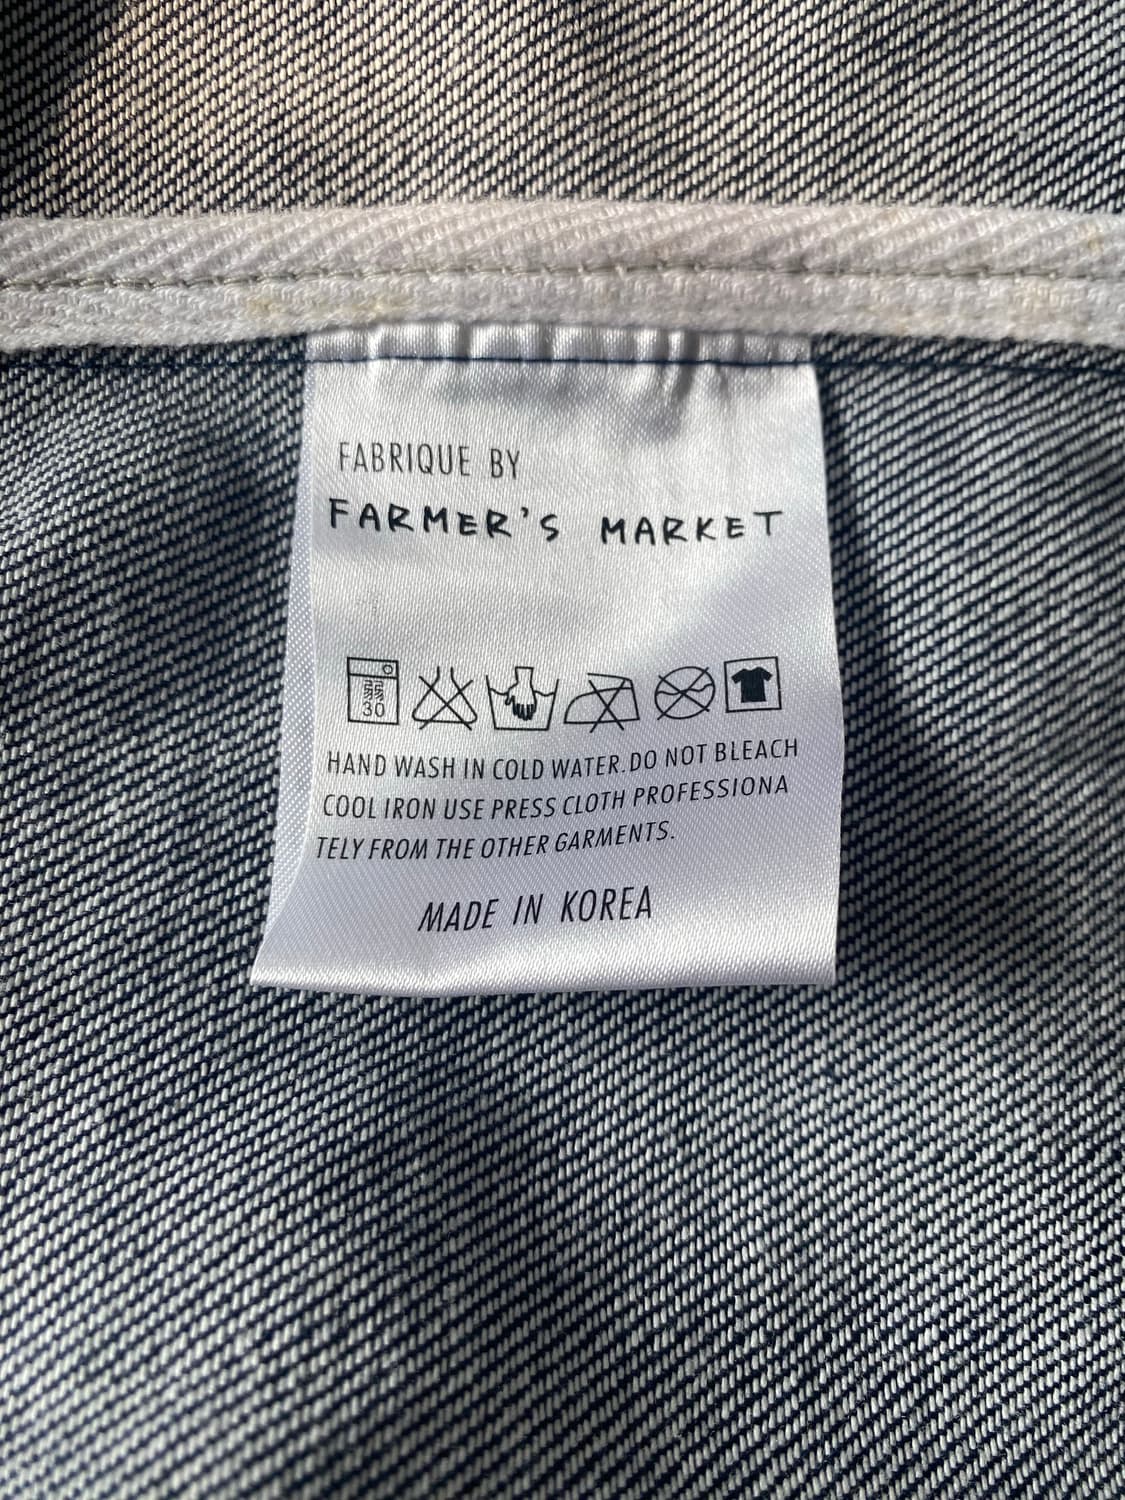 FABRIQUE BY
FARMER'S MARKET
30
HAND WASH IN COLD WATER.DO NOT BLEACH
COOL IRON USE PRESS CLOTH PROFESSIONA
TELY FROM THE OTHER GARMENTS.
MADE IN KOREA